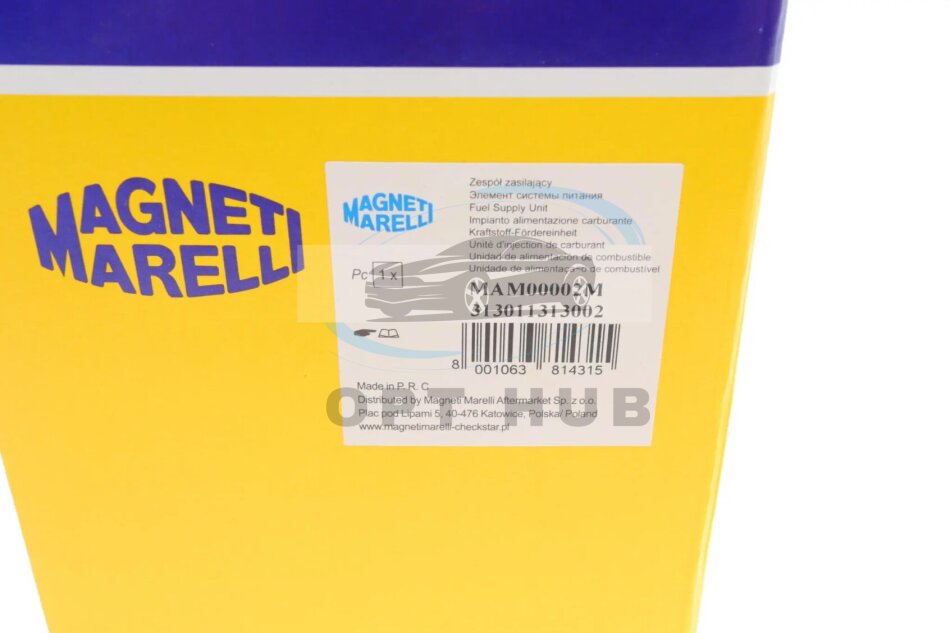 MAGNETI
MARELLI
MAGNETI
MARELLI
Zespół zasilający
Элемент системы питания
Fuel Supply Unit
Impianto alimentazione carburante
Kraftstoff-Fördereinheit
Unité d'injection de carburant
Unidad de alimentación de combustible
Unidade de alimentação de combustível
Pc 1 x
MAM00002M
313011313002
8 001063 814315
Made in P. R. C.
Distributed by Magneti Marelli Aftermarket Sp. z o.o.
Plac pod Lipami 5, 40-476 Katowice, Polska/ Poland
www.magnetimarelli-checkstar.pl
OPT HUB